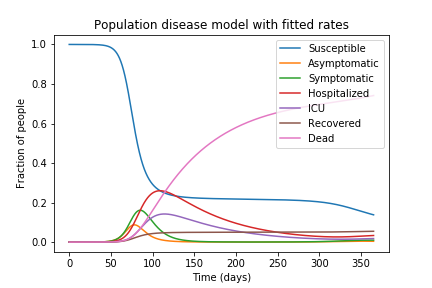 Population disease model with fitted rates
1.0
0.8
0.6
0.4
0.2
0.0
Fraction of people
Susceptible
Asymptomatic
Symptomatic
Hospitalized
ICU
Recovered
Dead
0 50 100 150 200 250 300 350
Time (days)